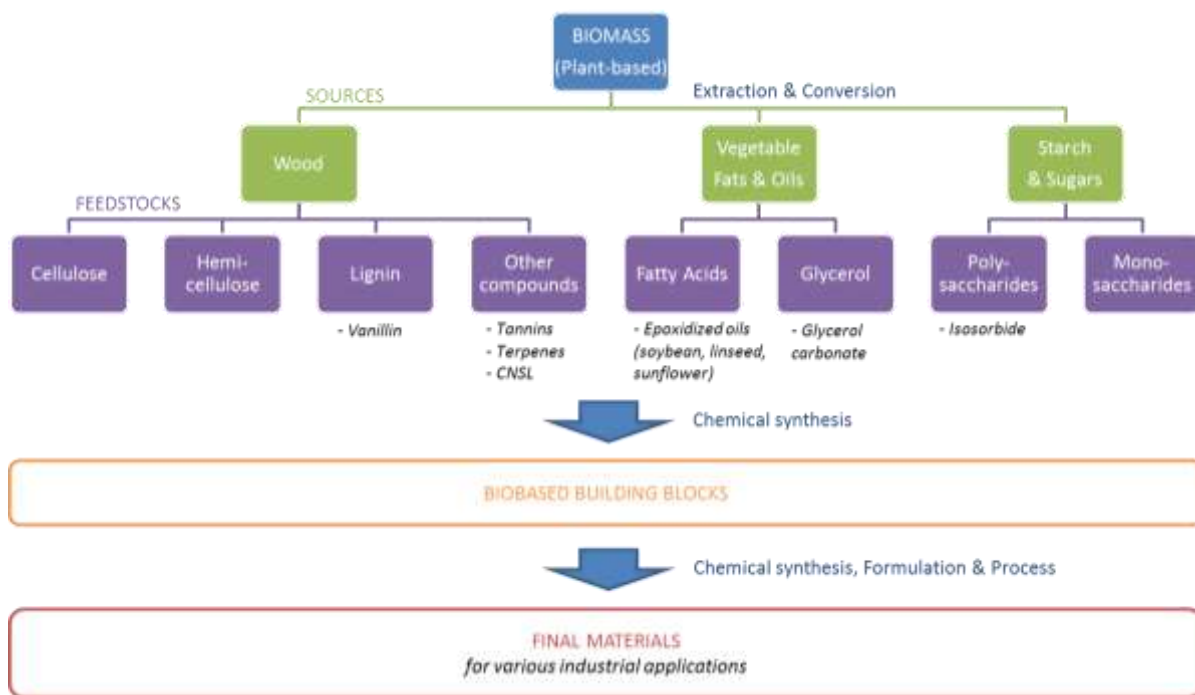 BIOMASS
(Plant-based)
SOURCES
Extraction & Conversion
Wood
Vegetable
Fats & Oils
Starch
& Sugars
FEEDSTOCKS
Cellulose
Hemi-
cellulose
Lignin
Other
compounds
Fatty Acids
Glycerol
Poly-
saccharides
Mono-
saccharides
- Vanillin
- Tannins
- Terpenes
- CNSL
- Epoxidized oils
(soybean, linseed,
sunflower)
- Glycerol
carbonate
- Isosorbide
Chemical synthesis
BIOBASED BUILDING BLOCKS
Chemical synthesis, Formulation & Process
FINAL MATERIALS
for various industrial applications